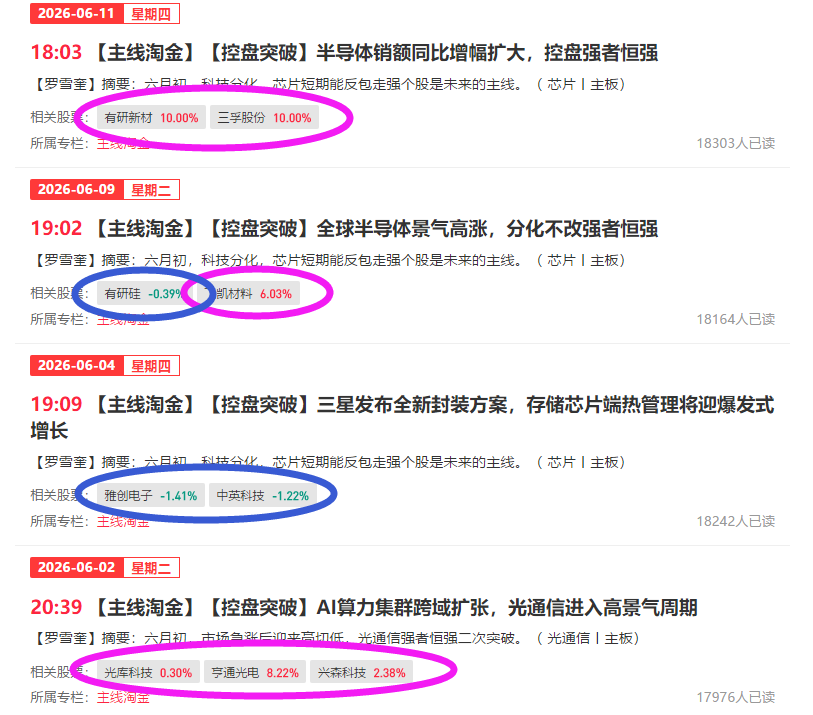 2026-06-11 星期四
18:03 【主线淘金】【控盘突破】半导体销额同比增幅扩大，控盘强者恒强
【罗雪奎】摘要：六月初，科技分化，芯片短期能反包走强个股是未来的主线。（ 芯片丨主板）
相关股票： 有研新材 10.00% 三孚股份 10.00%
所属专栏：主线淘金 18303人已读
2026-06-09 星期二
19:02 【主线淘金】【控盘突破】全球半导体景气高涨，分化不改强者恒强
【罗雪奎】摘要：六月初，科技分化，芯片短期能反包走强个股是未来的主线。（ 芯片丨主板）
相关股票： 有研硅 -0.39% 凯材料 6.03%
所属专栏：主线淘金 18164人已读
2026-06-04 星期四
19:09 【主线淘金】【控盘突破】三星发布全新封装方案，存储芯片端热管理将迎爆发式
增长
【罗雪奎】摘要：六月初，科技分化，芯片短期能反包走强个股是未来的主线。（ 芯片丨主板）
相关股票： 雅创电子 -1.41% 中英科技 -1.22%
所属专栏：主线淘金 18242人已读
2026-06-02 星期二
20:39 【主线淘金】【控盘突破】AI算力集群跨域扩张，光通信进入高景气周期
【罗雪奎】摘要：六月初，市场急涨后迎来高切低，光通信强者恒强二次突破。（ 光通信丨主板）
相关股票： 光库科技 0.30% 亨通光电 8.22% 兴森科技 2.38%
所属专栏：主线淘金 17976人已读